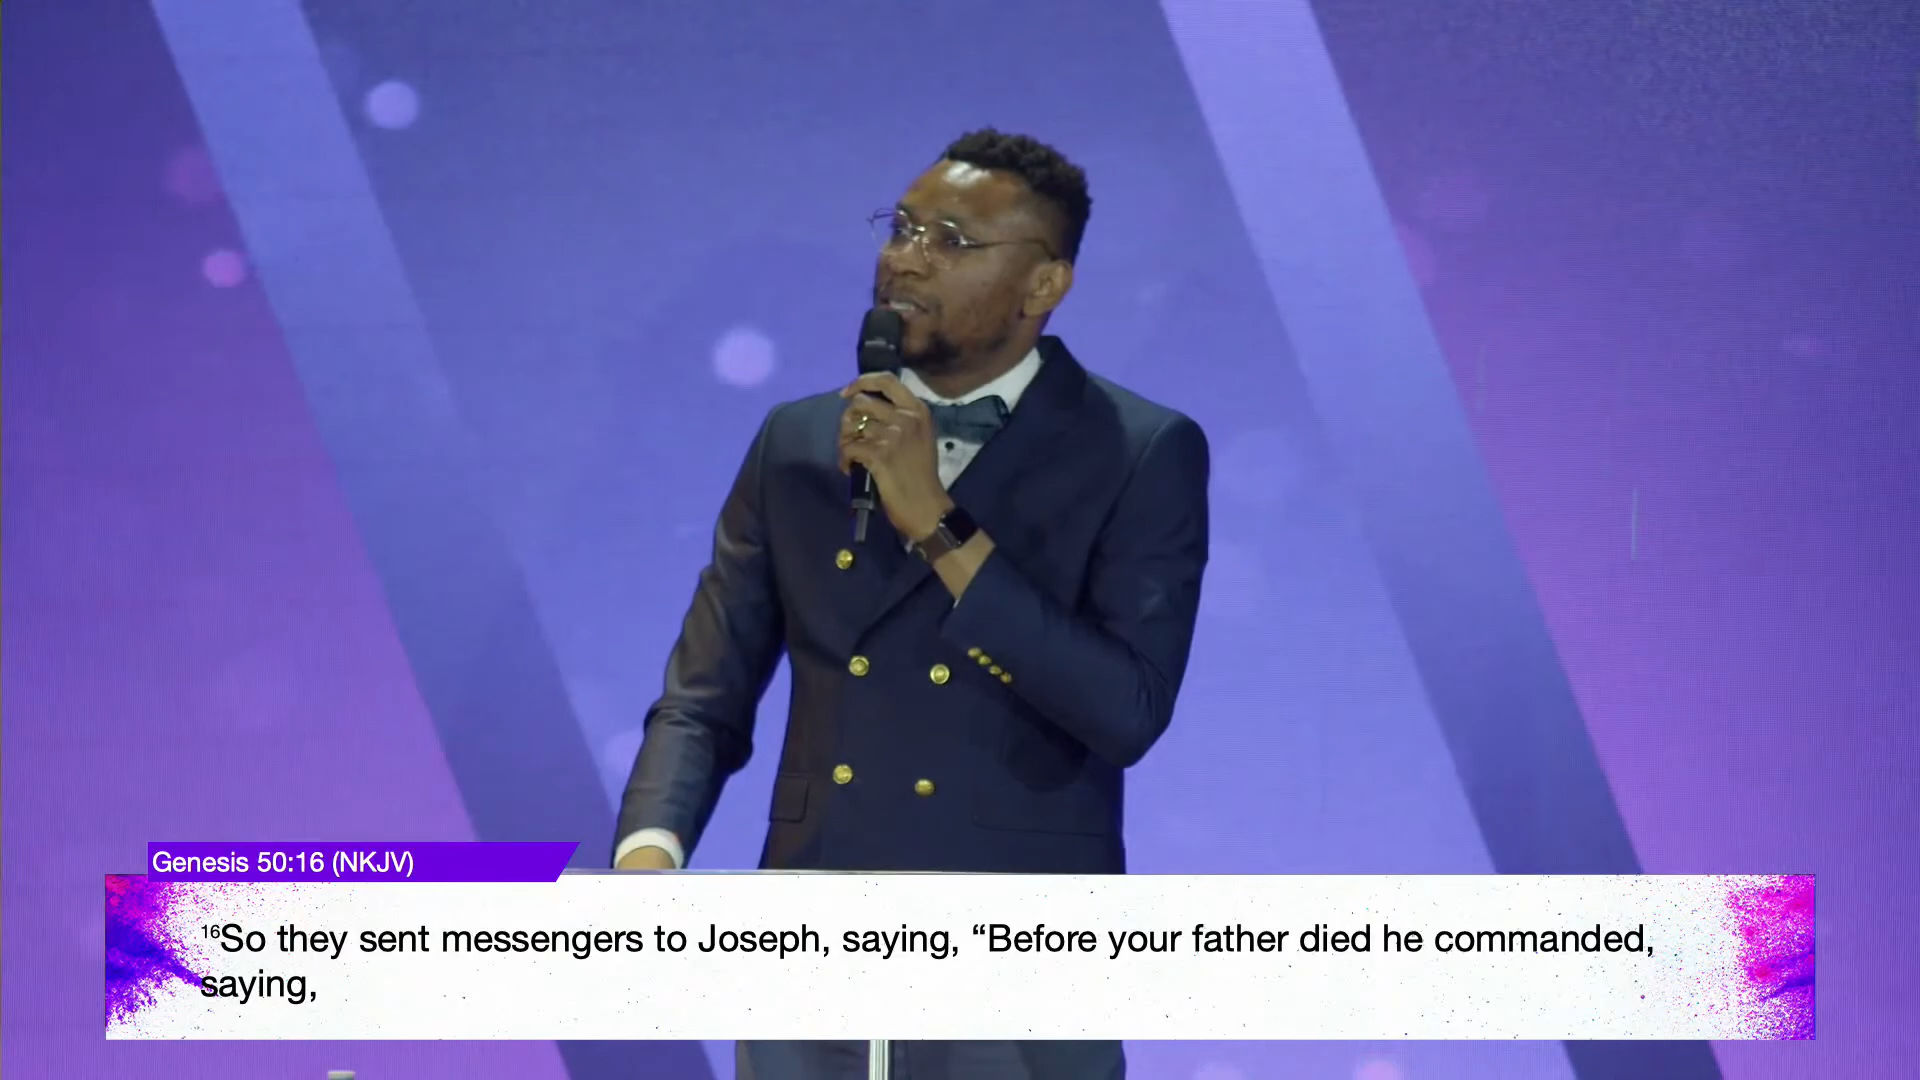 Genesis 50:16 (NKJV)
16So they sent messengers to Joseph, saying, “Before your father died he commanded,
saying,